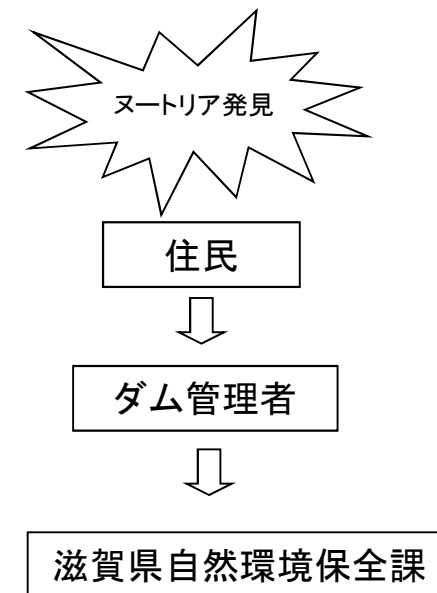 ヌートリア発見
住民
ダム管理者
滋賀県自然環境保全課